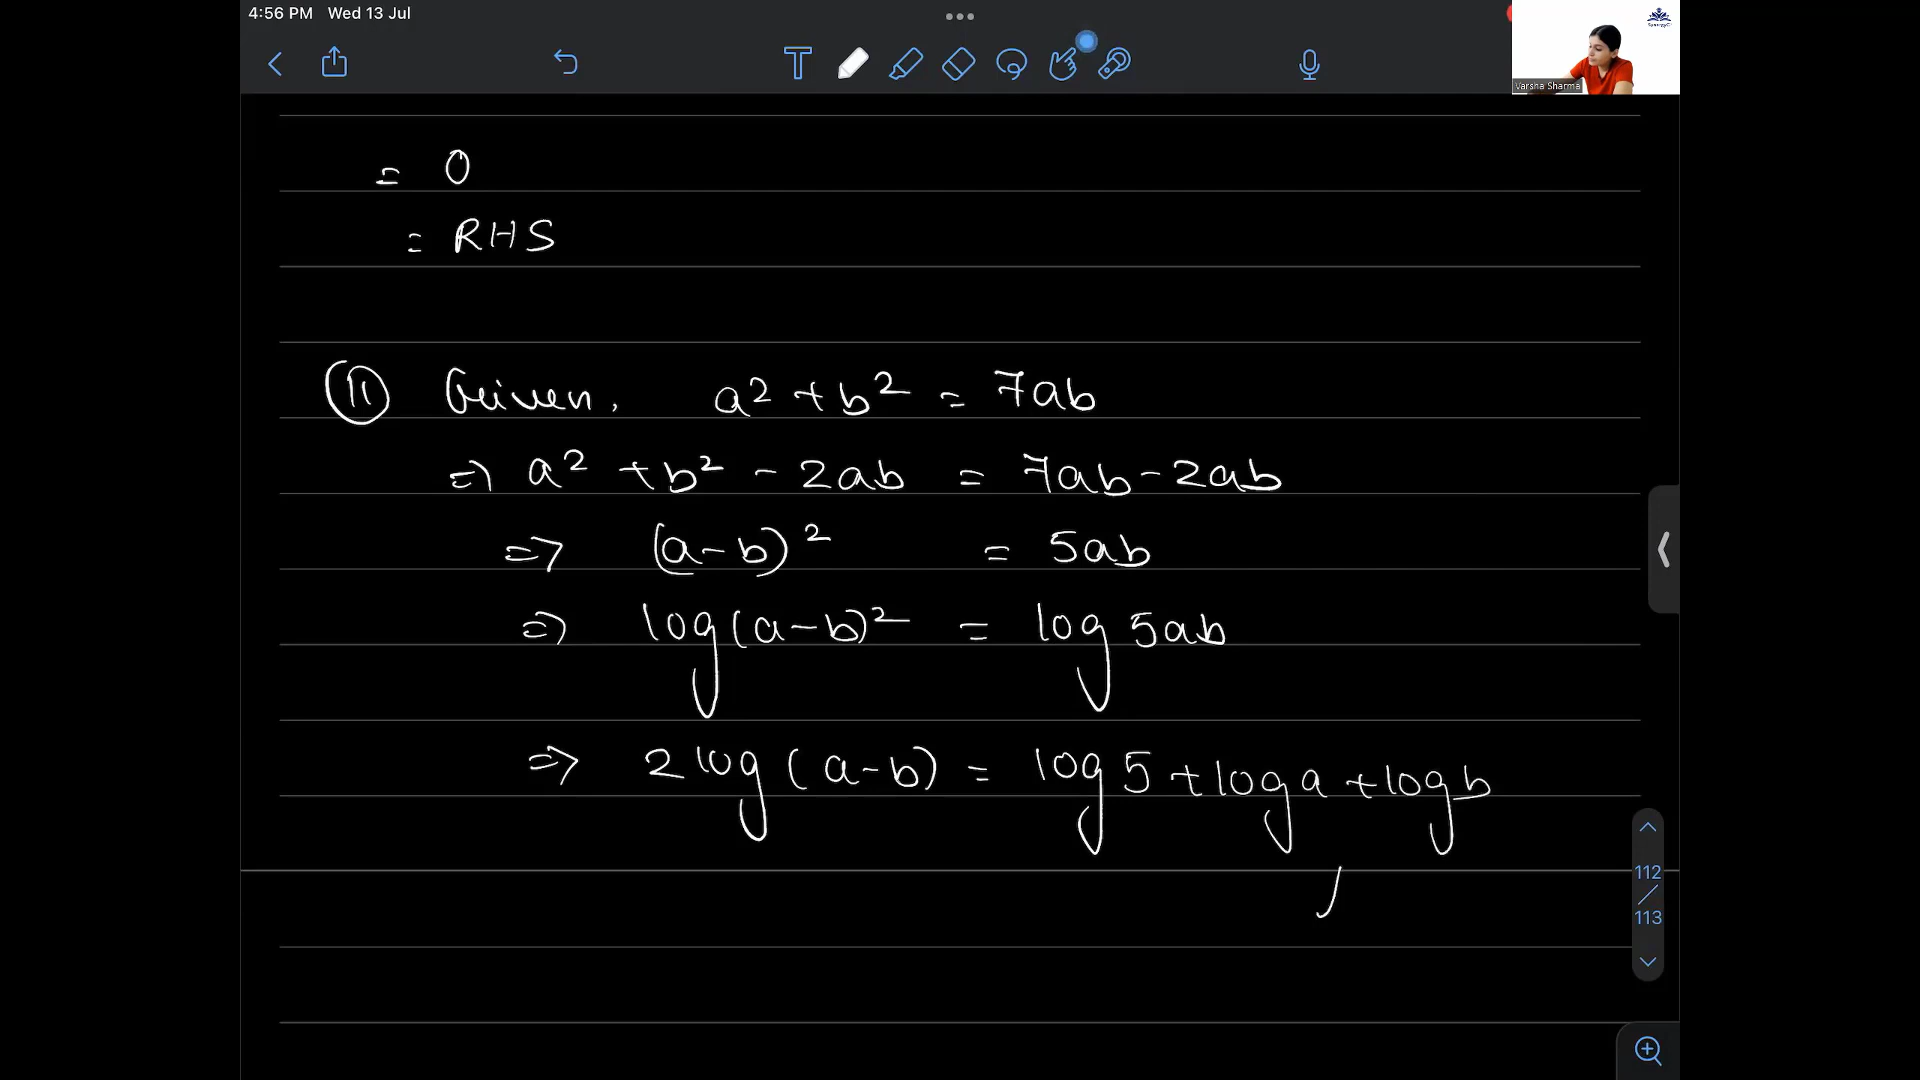 4:56 PM Wed 13 Jul
Varsha Sharma
= 0
= RHS
(11) Given, a² + b² = 7ab
=> a² + b² - 2ab = 7ab - 2ab
=> (a-b)² = 5ab
=> log(a-b)² = log 5ab
=> 2 log(a-b) = log 5 + log a + log b
112
/
113